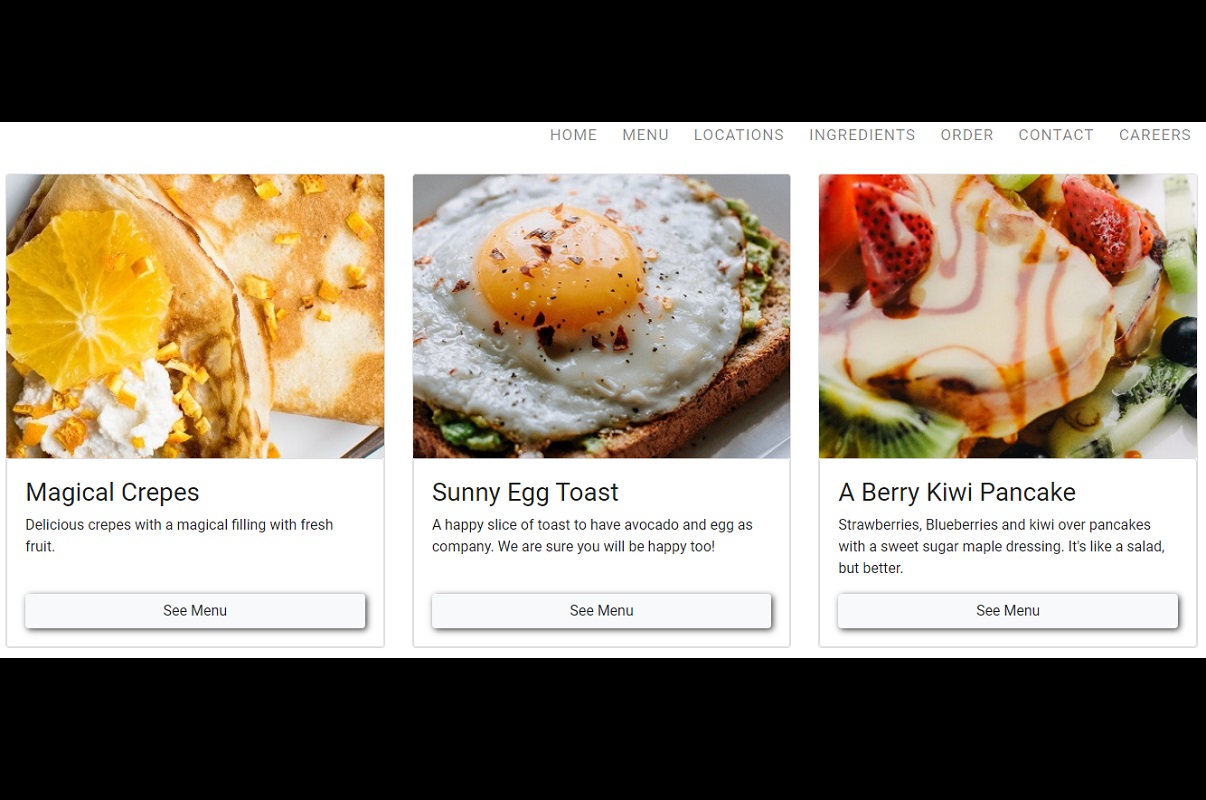 HOME MENU LOCATIONS INGREDIENTS ORDER CONTACT CAREERS
Magical Crepes
Delicious crepes with a magical filling with fresh
fruit.
See Menu
Sunny Egg Toast
A happy slice of toast to have avocado and egg as
company. We are sure you will be happy too!
See Menu
A Berry Kiwi Pancake
Strawberries, Blueberries and kiwi over pancakes
with a sweet sugar maple dressing. It's like a salad,
but better.
See Menu